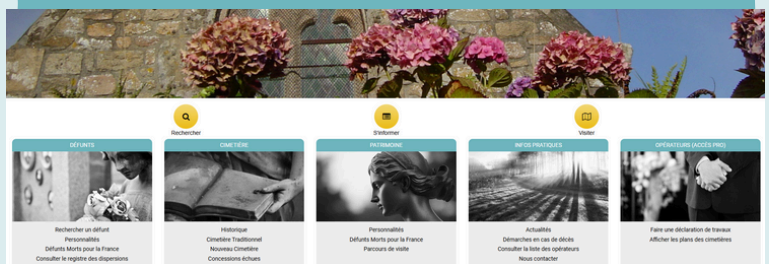 Rechercher
S'informer
Visiter
DÉFUNTS
Rechercher un défunt
Personnalités
Défunts Morts pour la France
Consulter le registre des dispersions
CIMETIÈRE
Historique
Cimetière Traditionnel
Nouveau Cimetière
Concessions échues
PATRIMOINE
Personnalités
Défunts Morts pour la France
Parcours de visite
INFOS PRATIQUES
Actualités
Démarches en cas de décès
Consulter la liste des opérateurs
Nous contacter
OPÉRATEURS (ACCÈS PRO)
Faire une déclaration de travaux
Afficher les plans des cimetières